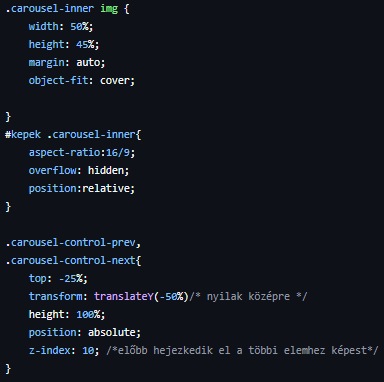 .carousel-inner img {
width: 50%;
height: 45%;
margin: auto;
object-fit: cover;
}
#kepek .carousel-inner{
aspect-ratio:16/9;
overflow: hidden;
position:relative;
}
.carousel-control-prev,
.carousel-control-next{
top: -25%;
transform: translateY(-50%)/* nyilak középre */
height: 100%;
position: absolute;
z-index: 10; /*előbb hejezkedik el a többi elemhez képest*/
}